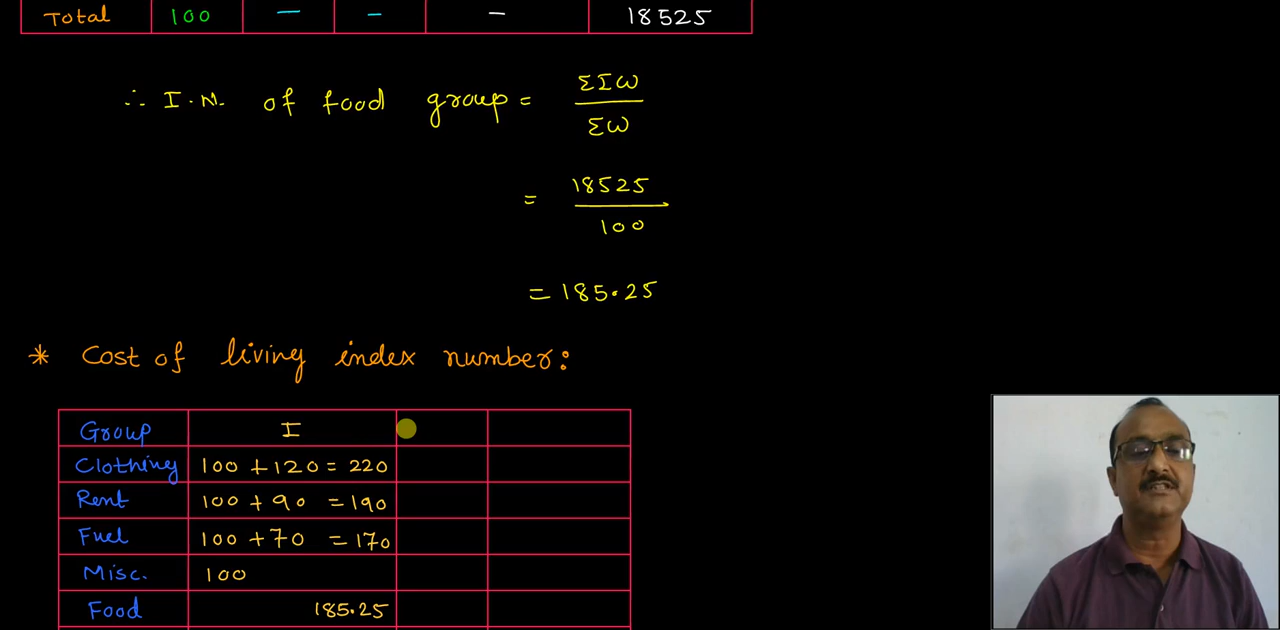 Total 100 — — — 18525
∴ I.N. of food group = ΣIω / Σω
= 18525 / 100
= 185.25
* Cost of living index number:
Group I
Clothing 100 + 120 = 220
Rent 100 + 90 = 190
Fuel 100 + 70 = 170
Misc. 100
Food 185.25